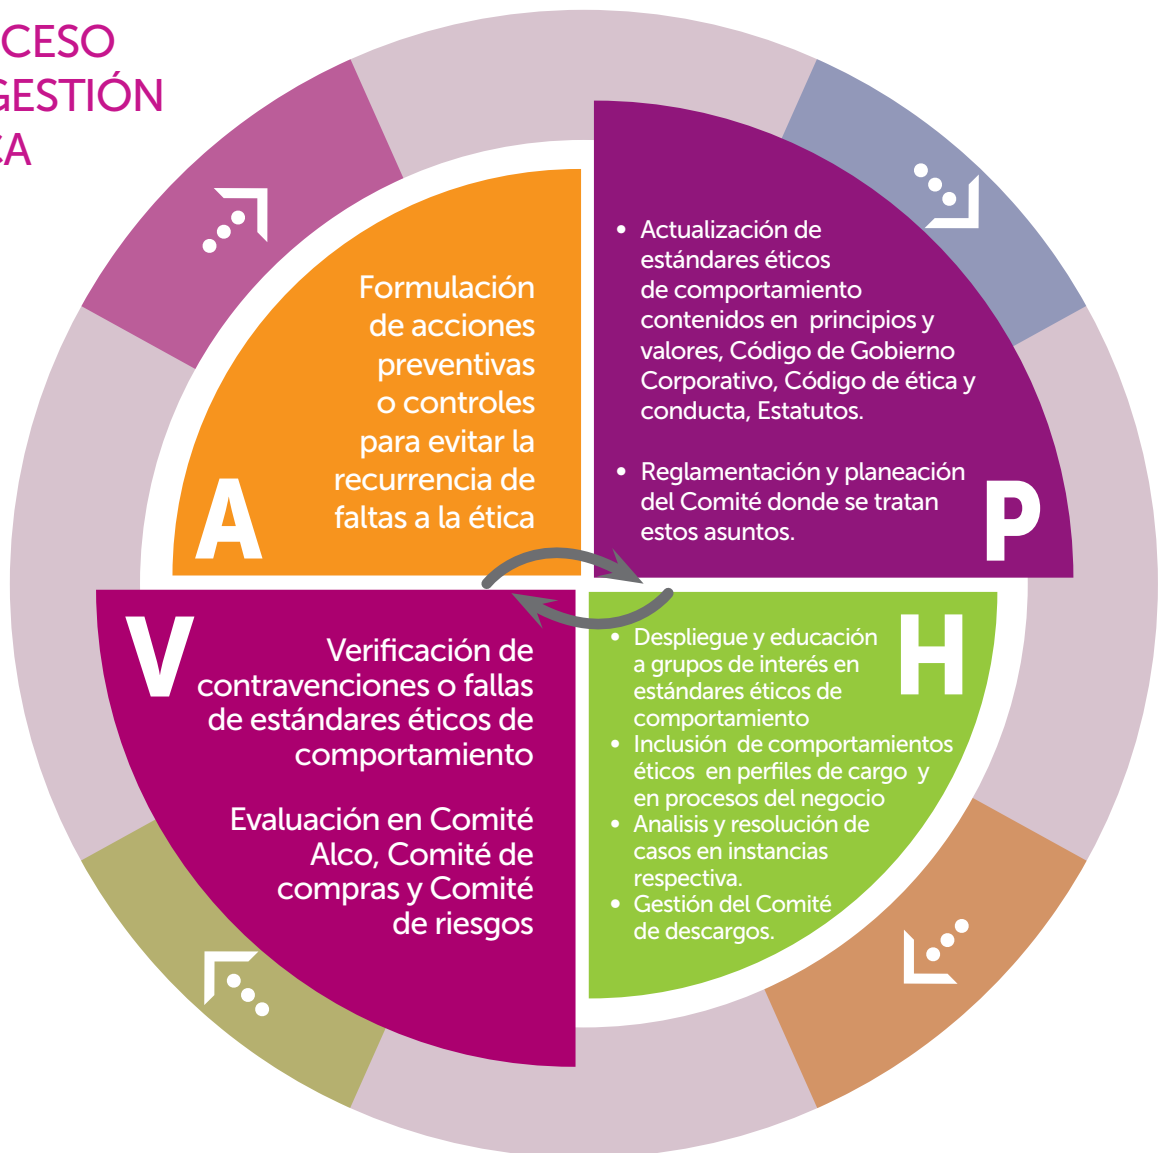 CESO
GESTIÓN
CA
Formulación
de acciones
preventivas
o controles
para evitar la
recurrencia de
faltas a la ética
A
• Actualización de
estándares éticos
de comportamiento
contenidos en principios y
valores, Código de Gobierno
Corporativo, Código de ética y
conducta, Estatutos.
• Reglamentación y planeación
del Comité donde se tratan
estos asuntos.
P
V
Verificación de
contravenciones o fallas
de estándares éticos de
comportamiento
Evaluación en Comité
Alco, Comité de
compras y Comité
de riesgos
H
• Despliegue y educación
a grupos de interés en
estándares éticos de
comportamiento
• Inclusión de comportamientos
éticos en perfiles de cargo y
en procesos del negocio
• Analisis y resolución de
casos en instancias
respectiva.
• Gestión del Comité
de descargos.